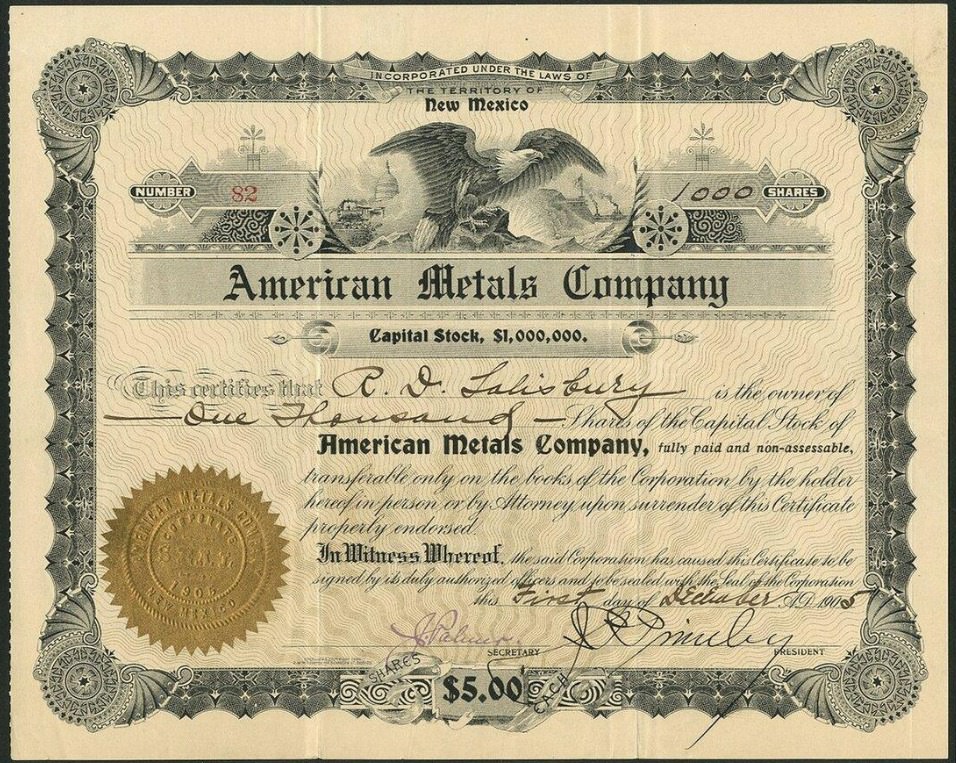 INCORPORATED UNDER THE LAWS OF
THE TERRITORY OF
New Mexico
NUMBER 82 1000 SHARES
American Metals Company
Capital Stock, $1,000,000.
This certifies that R. D. Salisbury is the owner of
One Thousand Shares of the Capital Stock of
American Metals Company, fully paid and non-assessable,
transferable only on the books of the Corporation by the holder
hereof in person or by Attorney upon surrender of this Certificate
properly endorsed.
In Witness Whereof, the said Corporation has caused this Certificate to be
signed by its duly authorized officers and to be sealed with the Seal of the Corporation
this First day of December A.D. 1905
SECRETARY PRESIDENT
SHARES $5.00 EACH
AMERICAN METALS COMPANY
SEAL
NEW MEXICO